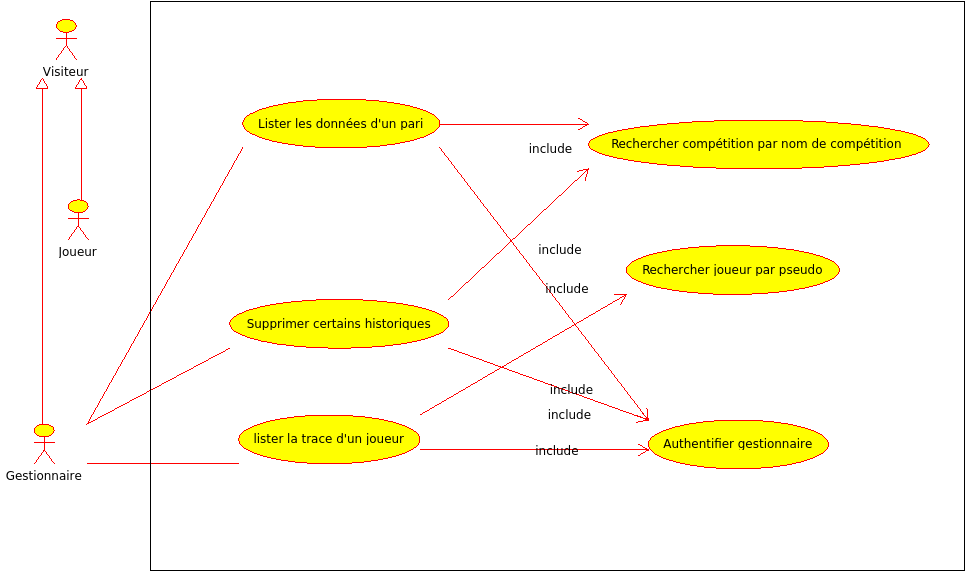 Visiteur
Lister les données d'un pari
Rechercher compétition par nom de compétition
include
Joueur
include
Rechercher joueur par pseudo
include
Supprimer certains historiques
include
include
lister la trace d'un joueur
Authentifier gestionnaire
include
Gestionnaire